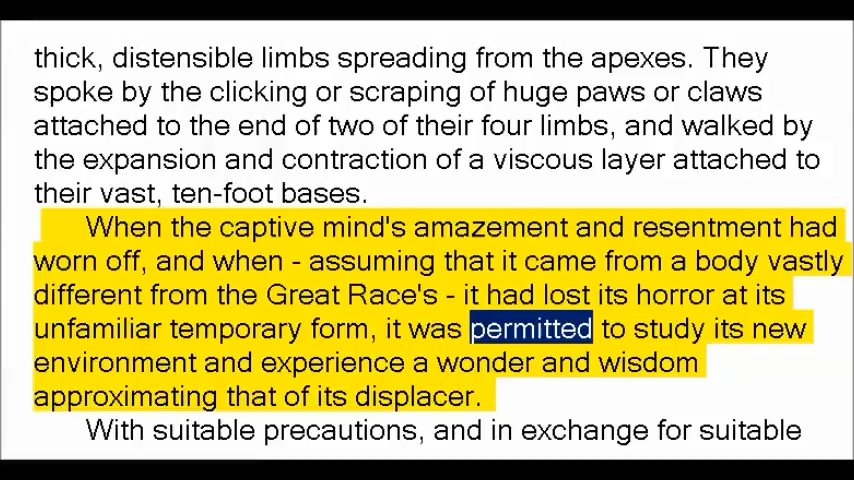 thick, distensible limbs spreading from the apexes. They
spoke by the clicking or scraping of huge paws or claws
attached to the end of two of their four limbs, and walked by
the expansion and contraction of a viscous layer attached to
their vast, ten-foot bases.
When the captive mind's amazement and resentment had
worn off, and when - assuming that it came from a body vastly
different from the Great Race's - it had lost its horror at its
unfamiliar temporary form, it was permitted to study its new
environment and experience a wonder and wisdom
approximating that of its displacer.
With suitable precautions, and in exchange for suitable